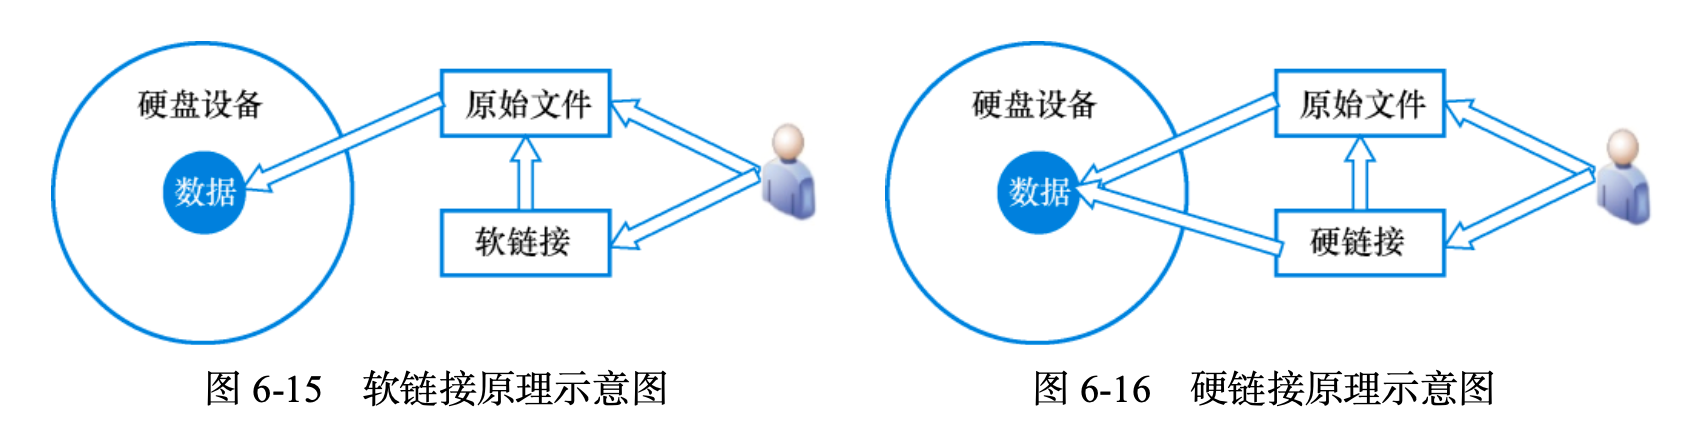 硬盘设备
原始文件
数据
软链接
图 6-15 软链接原理示意图
硬盘设备
原始文件
数据
硬链接
图 6-16 硬链接原理示意图